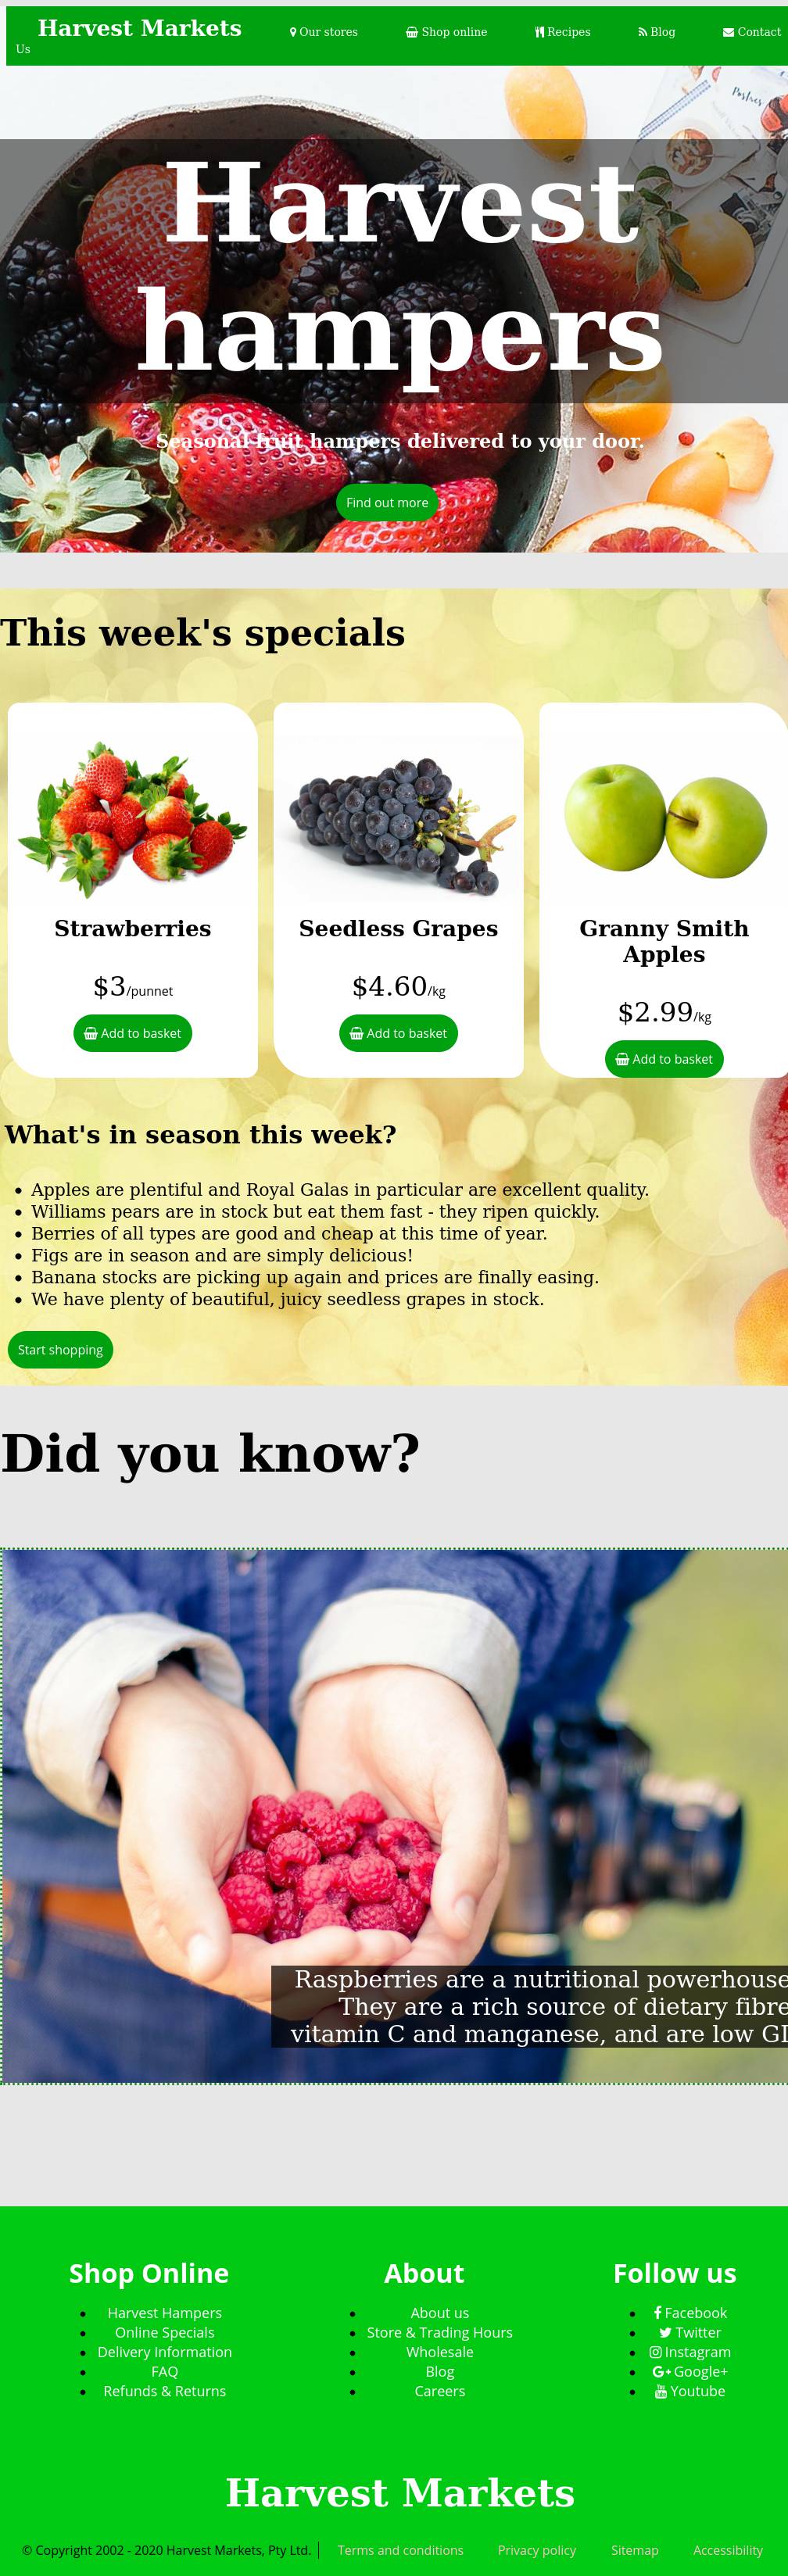 Harvest Markets Our stores Shop online Recipes Blog Contact
Us
Harvest
hampers
Seasonal fruit hampers delivered to your door.
Find out more
This week's specials
Strawberries
$3/punnet
Add to basket
Seedless Grapes
$4.60/kg
Add to basket
Granny Smith
Apples
$2.99/kg
Add to basket
What's in season this week?
Apples are plentiful and Royal Galas in particular are excellent quality.
Williams pears are in stock but eat them fast - they ripen quickly.
Berries of all types are good and cheap at this time of year.
Figs are in season and are simply delicious!
Banana stocks are picking up again and prices are finally easing.
We have plenty of beautiful, juicy seedless grapes in stock.
Start shopping
Did you know?
Raspberries are a nutritional powerhouse
They are a rich source of dietary fibre
vitamin C and manganese, and are low GI
Shop Online
Harvest Hampers
Online Specials
Delivery Information
FAQ
Refunds & Returns
About
About us
Store & Trading Hours
Wholesale
Blog
Careers
Follow us
Facebook
Twitter
Instagram
Google+
Youtube
Harvest Markets
© Copyright 2002 - 2020 Harvest Markets, Pty Ltd. Terms and conditions Privacy policy Sitemap Accessibility